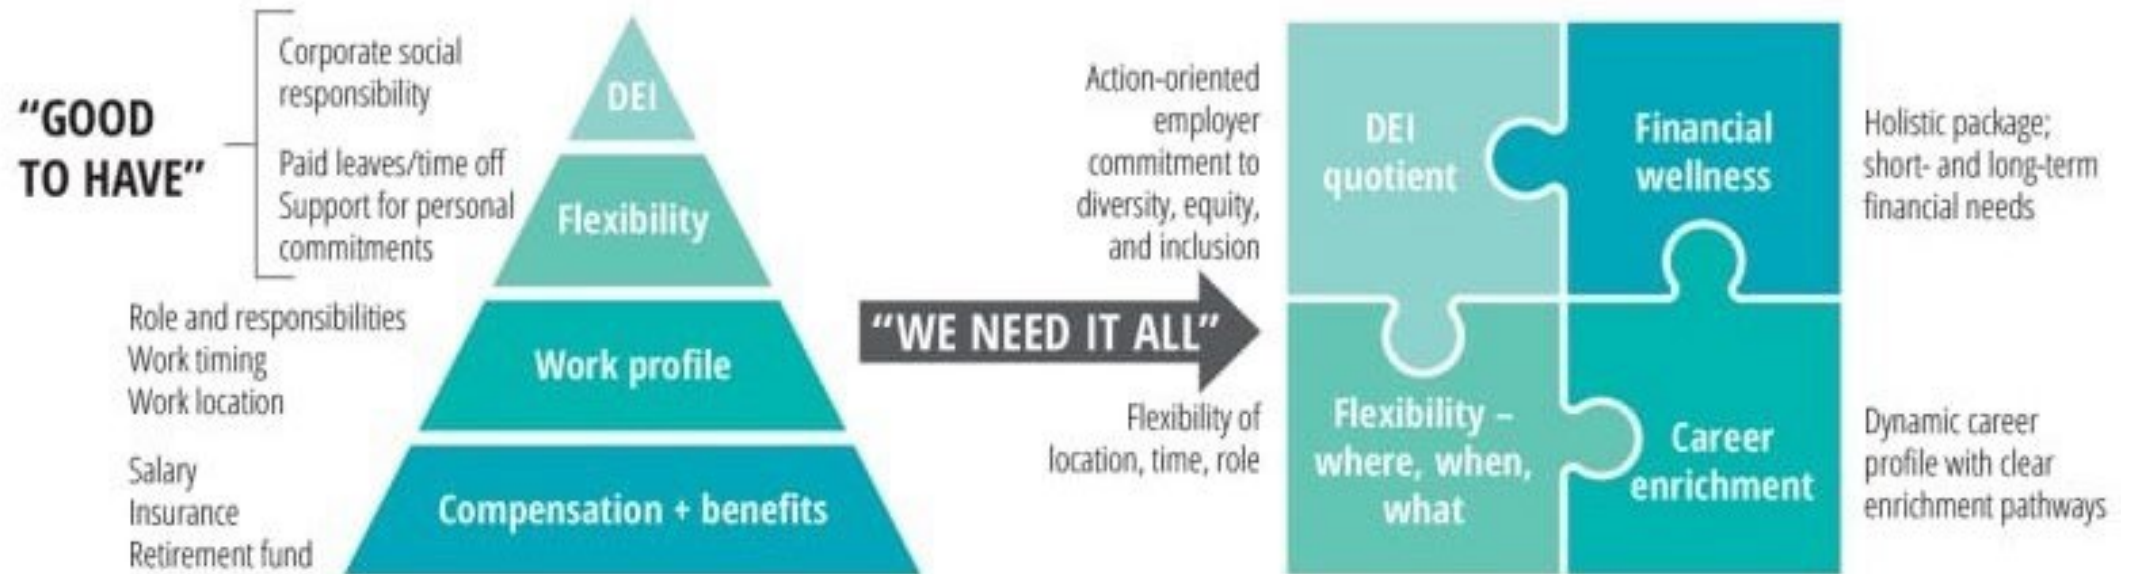 “GOOD
TO HAVE”
Corporate social
responsibility
Paid leaves/time off
Support for personal
commitments
Role and responsibilities
Work timing
Work location
Salary
Insurance
Retirement fund
DEI
Flexibility
Work profile
Compensation + benefits
“WE NEED IT ALL”
Action-oriented
employer
commitment to
diversity, equity,
and inclusion
Flexibility of
location, time, role
DEI
quotient
Financial
wellness
Flexibility –
where, when,
what
Career
enrichment
Holistic package;
short- and long-term
financial needs
Dynamic career
profile with clear
enrichment pathways